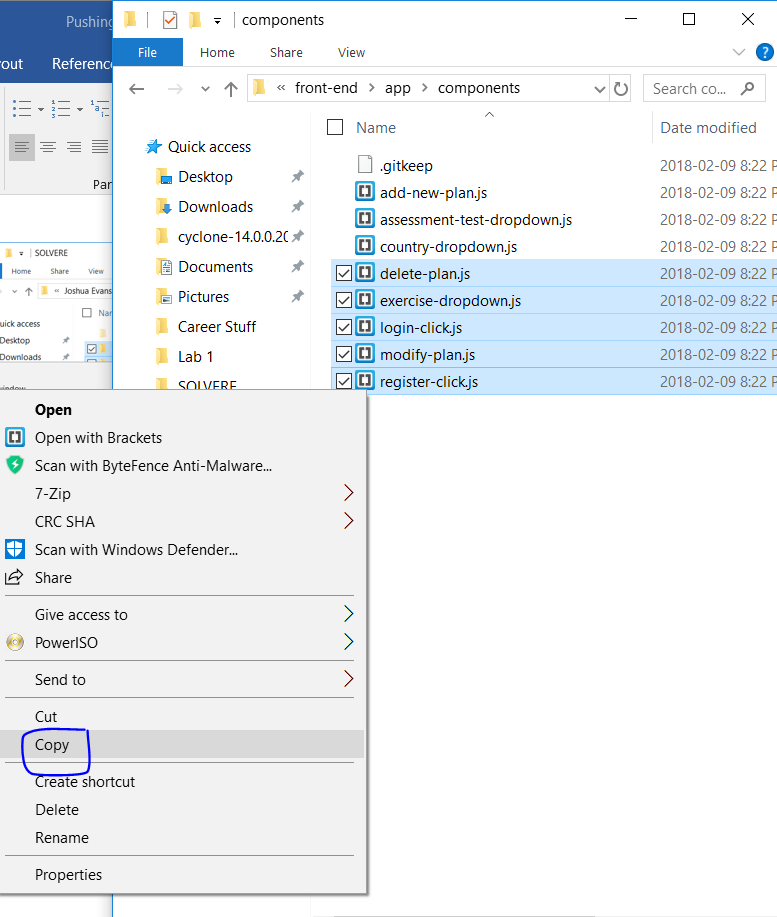 Pushing
components
out
Referenc
File
Home
Share
View
?
« front-end > app > components
Search co...
Name
Date modified
Quick access
Desktop
Downloads
cyclone-14.0.0.20
Documents
Pictures
Career Stuff
Lab 1
SOLVERE
.gitkeep 2018-02-09 8:22 P
add-new-plan.js 2018-02-09 8:22 P
assessment-test-dropdown.js 2018-02-09 8:22 P
country-dropdown.js 2018-02-09 8:22 P
delete-plan.js 2018-02-09 8:22 P
exercise-dropdown.js 2018-02-09 8:22 P
login-click.js 2018-02-09 8:22 P
modify-plan.js 2018-02-09 8:22 P
register-click.js 2018-02-09 8:22 P
Par
SOLVERE
Home Share View
« Joshua Evans
Name
uick access
Desktop
Downloads
window
Open
Open with Brackets
Scan with ByteFence Anti-Malware...
7-Zip
CRC SHA
Scan with Windows Defender...
Share
Give access to
PowerISO
Send to
Cut
Copy
Create shortcut
Delete
Rename
Properties